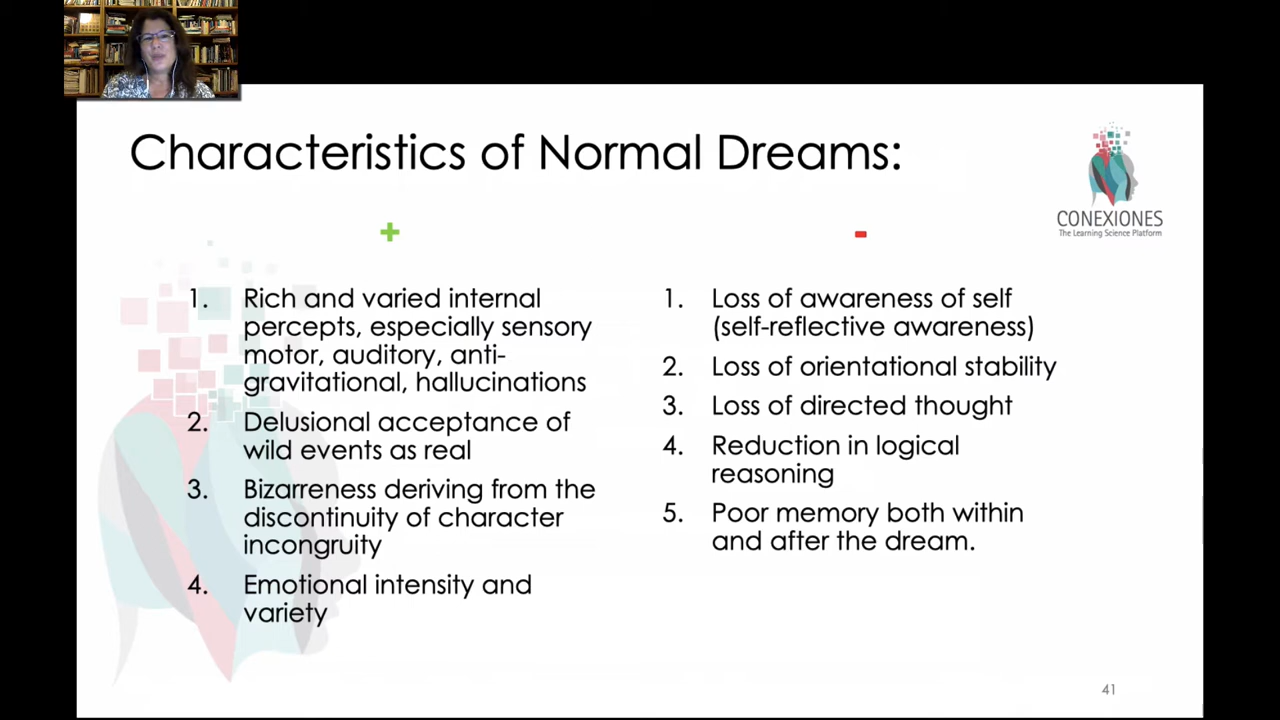 Characteristics of Normal Dreams:
CONEXIONES
The Learning Science Platform
+
-
1. Rich and varied internal
percepts, especially sensory
motor, auditory, anti-
gravitational, hallucinations
2. Delusional acceptance of
wild events as real
3. Bizarreness deriving from the
discontinuity of character
incongruity
4. Emotional intensity and
variety
1. Loss of awareness of self
(self-reflective awareness)
2. Loss of orientational stability
3. Loss of directed thought
4. Reduction in logical
reasoning
5. Poor memory both within
and after the dream.
41